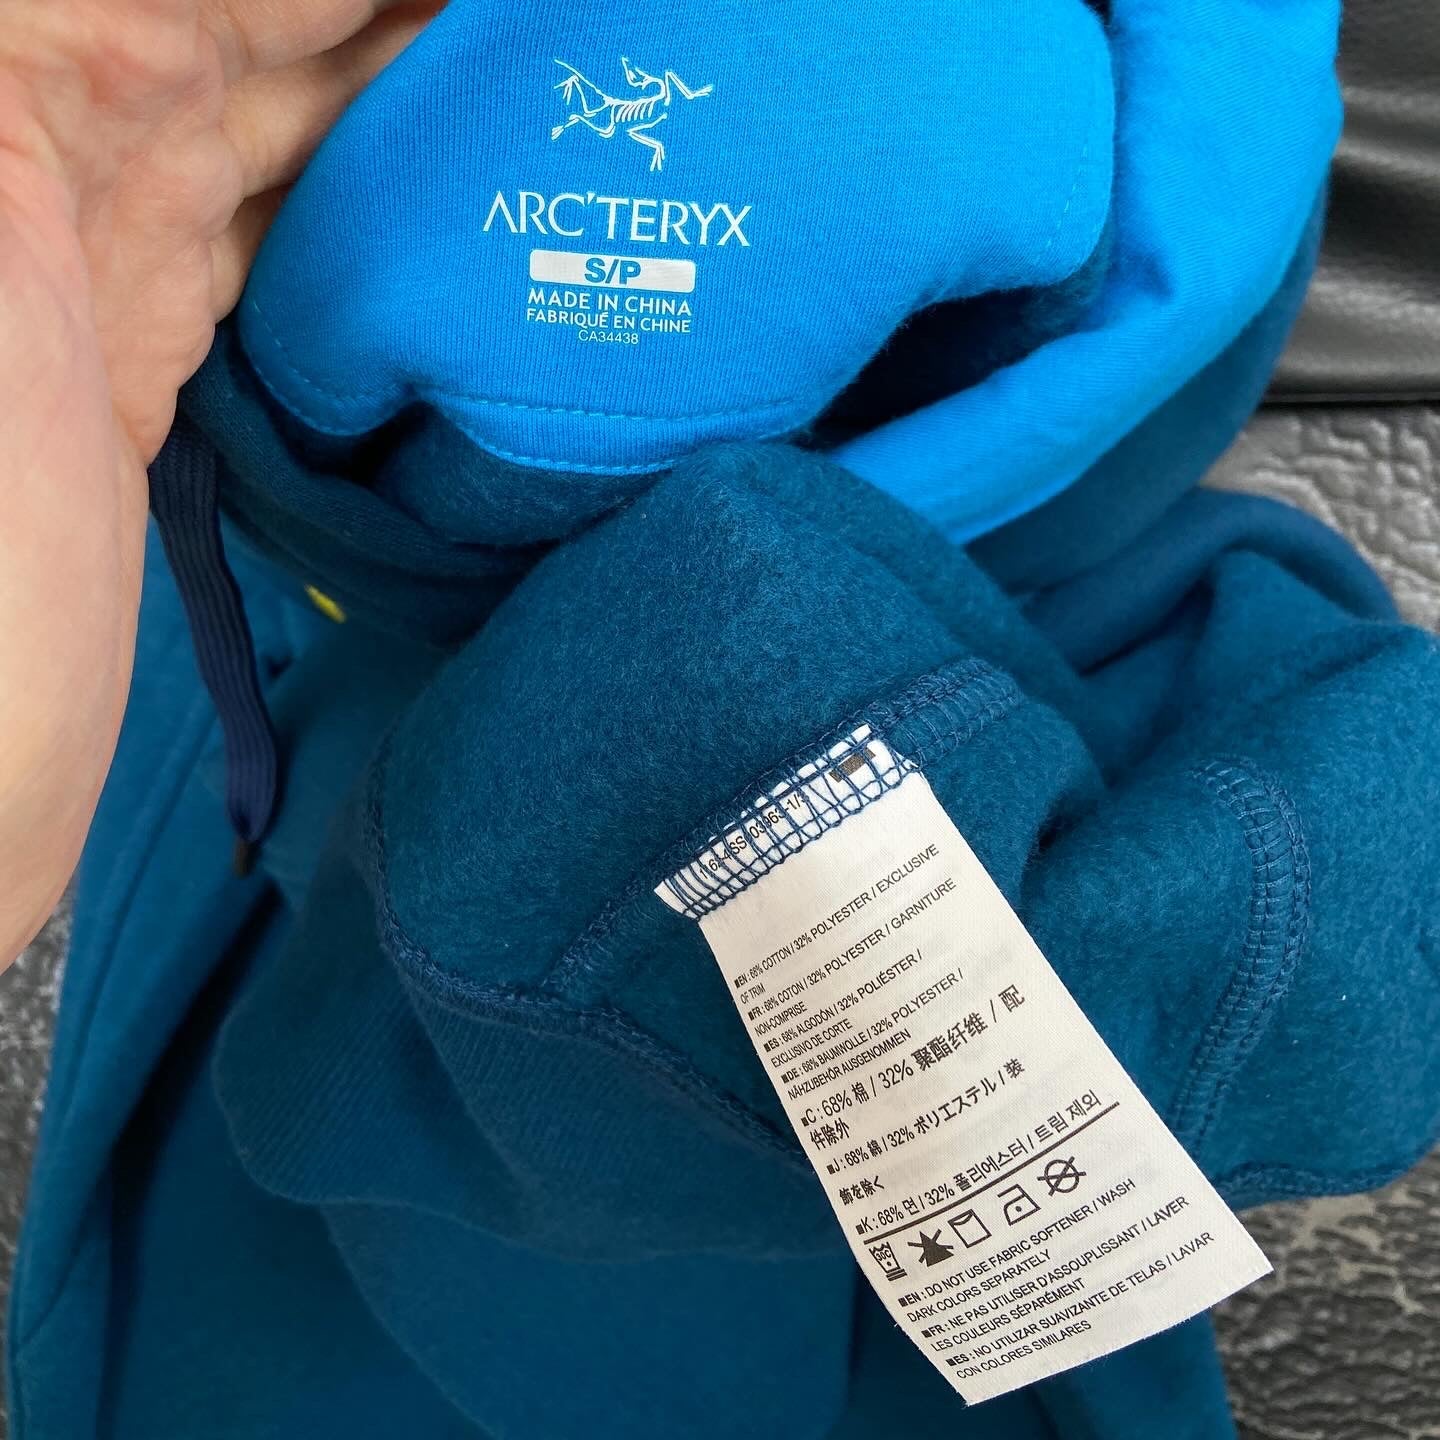 ARC'TERYX
S/P
MADE IN CHINA
FABRIQUÉ EN CHINE
CA34438
■EN : 68% COTTON / 32% POLYESTER / EXCLUSIVE
OF TRIM
■FR : 68% COTON / 32% POLYESTER / GARNITURE
NON-COMPRISE
■ES : 68% ALGODÓN / 32% POLIÉSTER /
EXCLUSIVO DE CORTE
■DE : 68% BAUMWOLLE / 32% POLYESTER /
NÄHZUBEHÖR AUSGENOMMEN
■C : 68% 棉 / 32% 聚酯纤维 / 配
件除外
■J : 68% 綿 / 32% ポリエステル / 装
飾を除く
■K : 68% 면 / 32% 폴리에스터 / 트림 제외
30C
■EN : DO NOT USE FABRIC SOFTENER / WASH
DARK COLORS SEPARATELY
■FR : NE PAS UTILISER D'ASSOUPLISSANT / LAVER
LES COULEURS SÉPARÉMENT
■ES : NO UTILIZAR SUAVIZANTE DE TELAS / LAVAR
CON COLORES SIMILARES